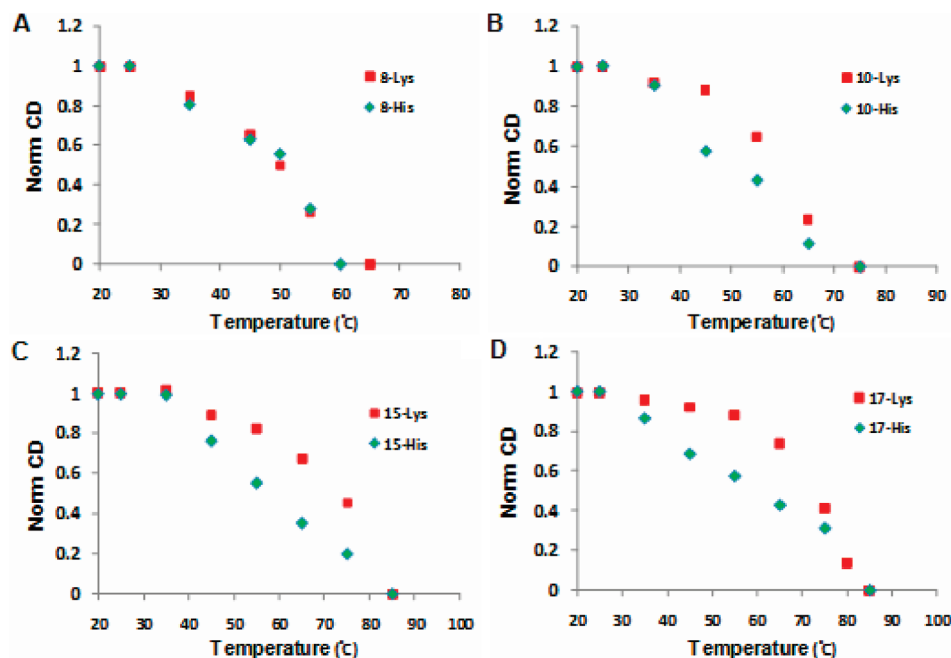 A
1.2
1
0.8
0.6
0.4
0.2
0
Norm CD
8-Lys
8-His
20 30 40 50 60 70 80
Temperature (℃)
B
1.2
1
0.8
0.6
0.4
0.2
0
Norm CD
10-Lys
10-His
20 30 40 50 60 70 80 90
Temperature (℃)
C
1.2
1
0.8
0.6
0.4
0.2
0
Norm CD
15-Lys
15-His
20 30 40 50 60 70 80 90 100
Temperature (℃)
D
1.2
1
0.8
0.6
0.4
0.2
0
Norm CD
17-Lys
17-His
20 30 40 50 60 70 80 90 100
Temperature (℃)